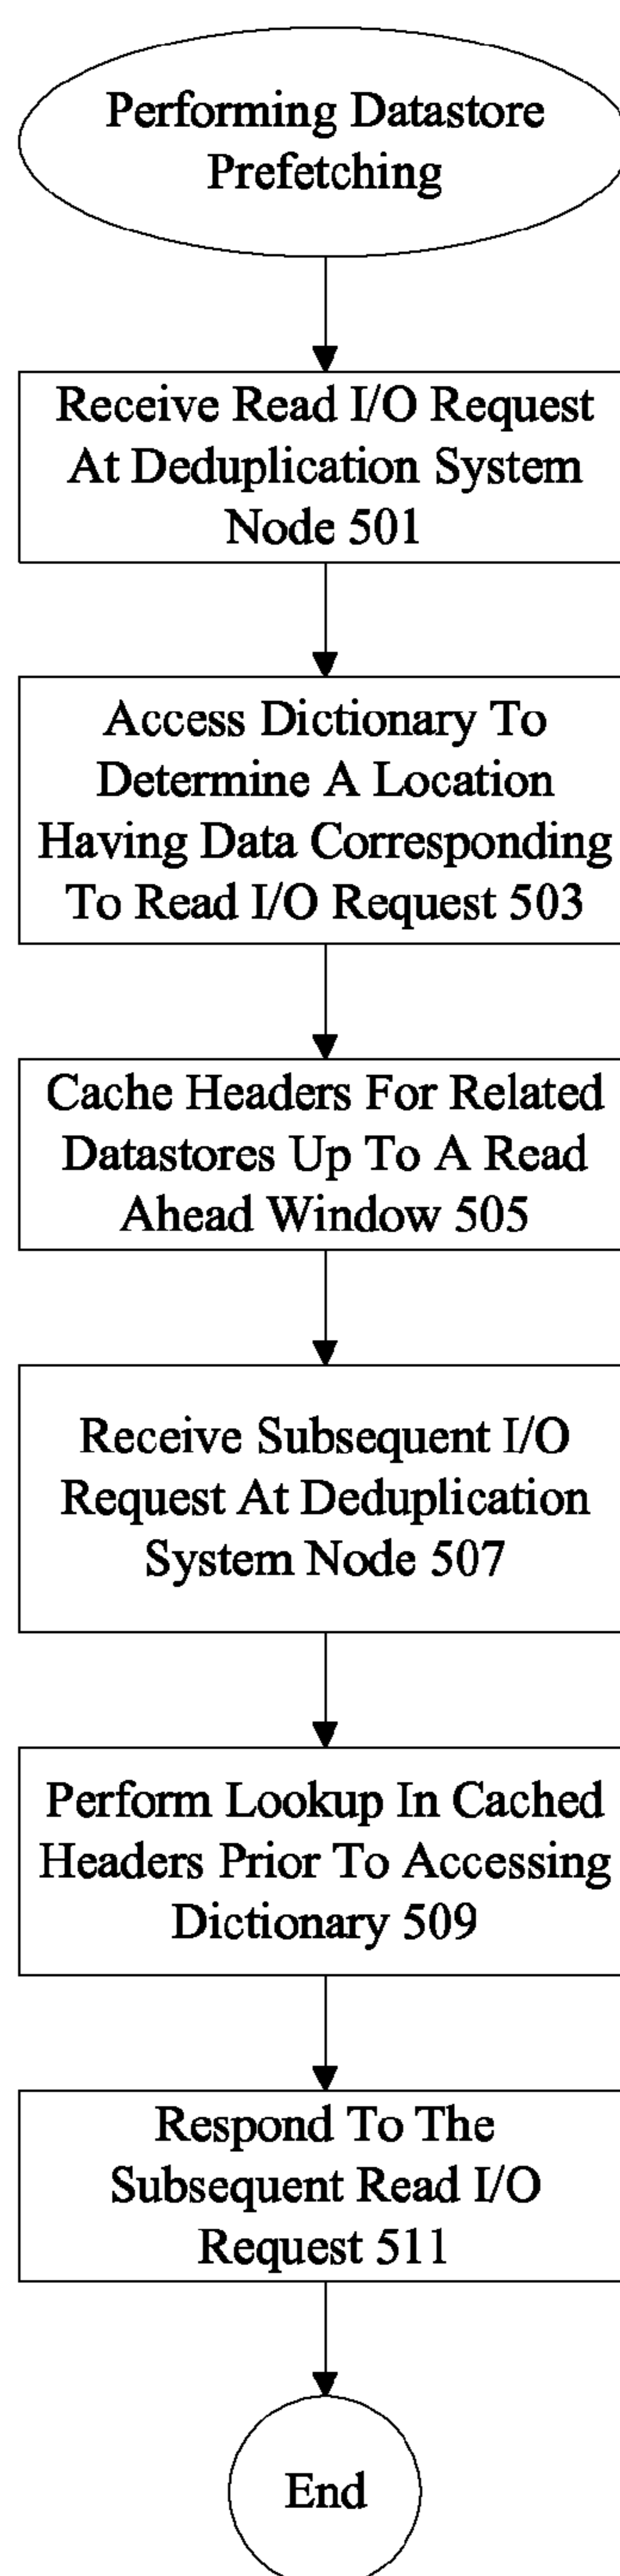 Performing Datastore
Prefetching
Receive Read I/O Request
At Deduplication System
Node 501
Access Dictionary To
Determine A Location
Having Data Corresponding
To Read I/O Request 503
Cache Headers For Related
Datastores Up To A Read
Ahead Window 505
Receive Subsequent I/O
Request At Deduplication
System Node 507
Perform Lookup In Cached
Headers Prior To Accessing
Dictionary 509
Respond To The
Subsequent Read I/O
Request 511
End